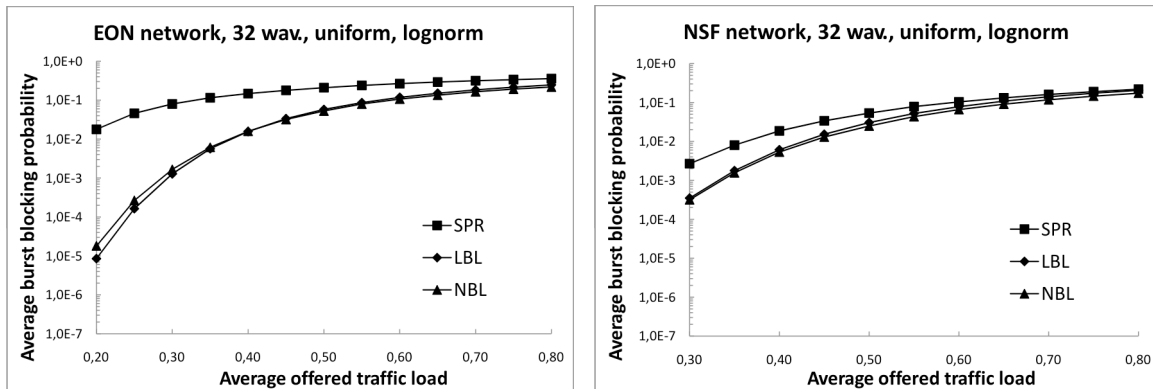 EON network, 32 wav., uniform, lognorm
Average burst blocking probability
1,0E+0
1,0E-1
1,0E-2
1,0E-3
1,0E-4
1,0E-5
1,0E-6
1,0E-7
SPR
LBL
NBL
0,20 0,30 0,40 0,50 0,60 0,70 0,80
Average offered traffic load
NSF network, 32 wav., uniform, lognorm
Average burst blocking probability
1,0E+0
1,0E-1
1,0E-2
1,0E-3
1,0E-4
1,0E-5
1,0E-6
1,0E-7
SPR
LBL
NBL
0,30 0,40 0,50 0,60 0,70 0,80
Average offered traffic load